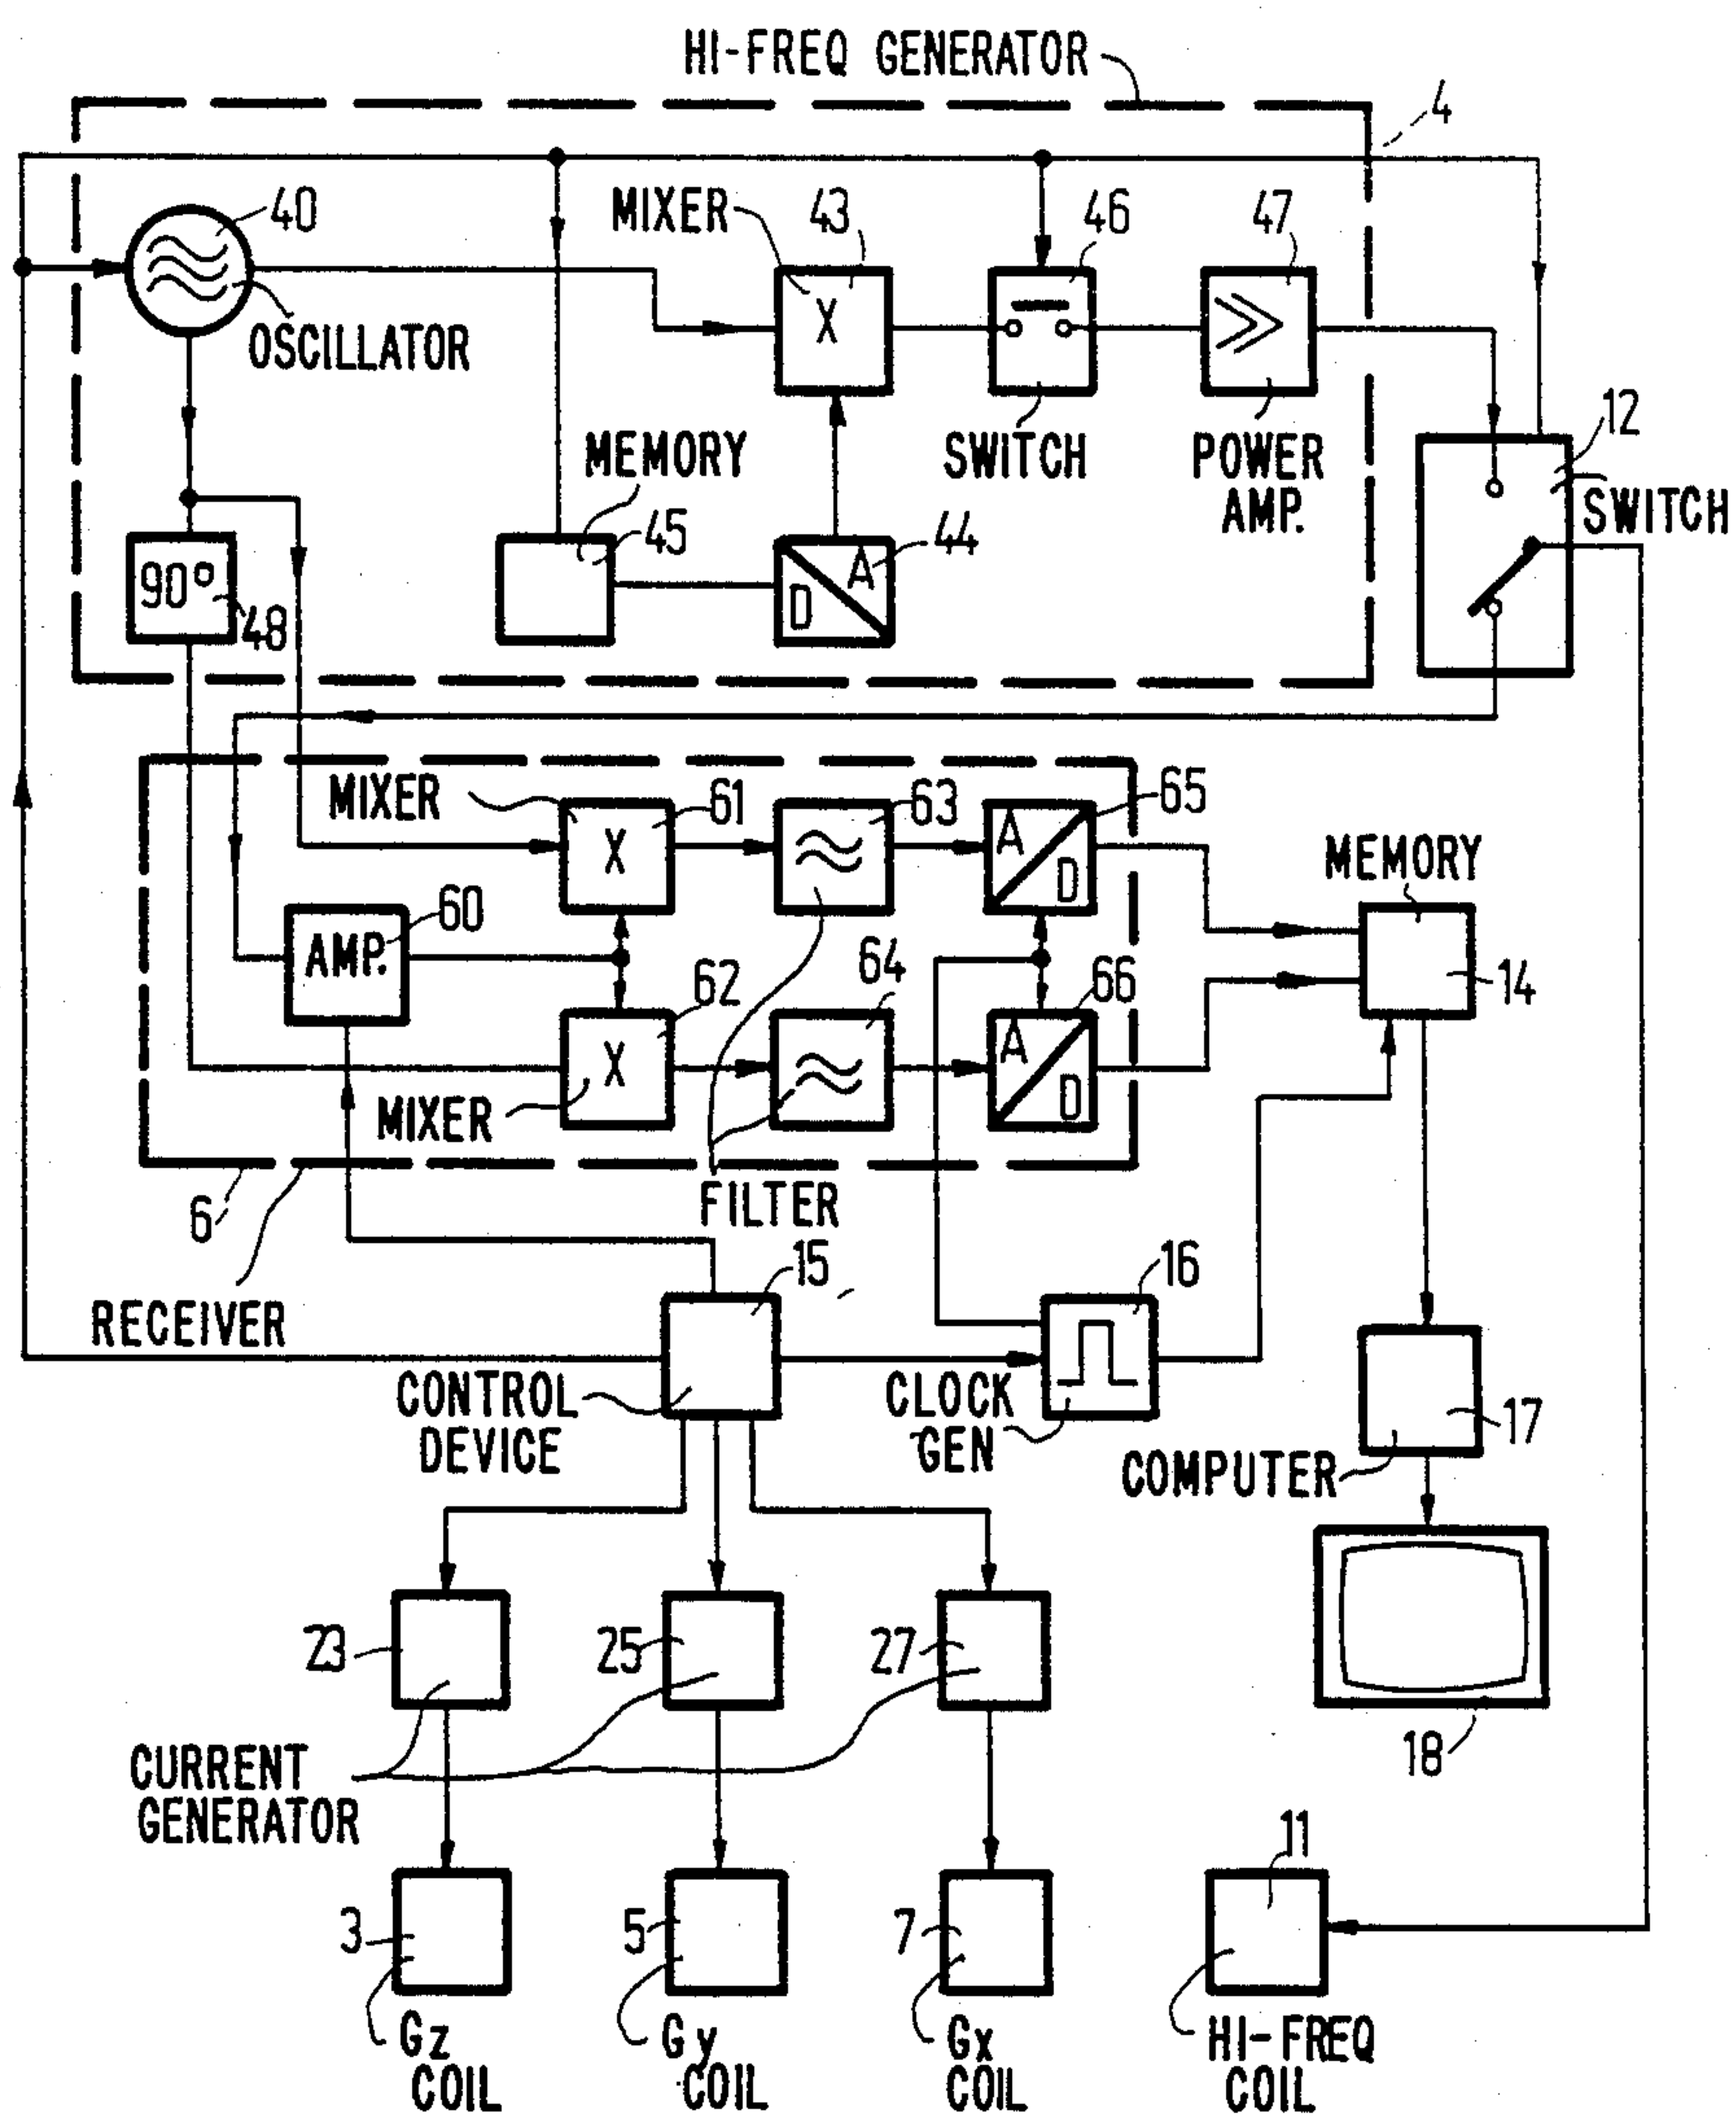 HI-FREQ GENERATOR
4
40
MIXER
43
46
47
OSCILLATOR
X
12
MEMORY
SWITCH
POWER
AMP.
SWITCH
45
44
A
D
90°
48
MIXER
61
63
65
X
A
D
MEMORY
60
AMP.
64
66
14
62
X
A
D
MIXER
6
FILTER
15
16
RECEIVER
CONTROL
DEVICE
CLOCK
GEN
17
COMPUTER
23
25
27
18
CURRENT
GENERATOR
11
3
5
7
Gz
COIL
Gy
COIL
Gx
COIL
HI-FREQ
COIL